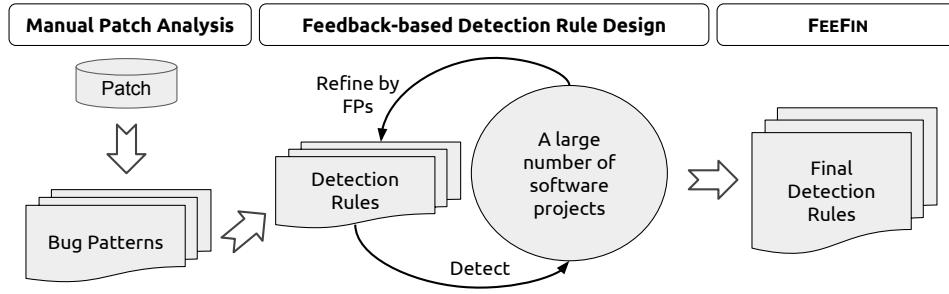 Manual Patch Analysis
Feedback-based Detection Rule Design
FEEFIN
Patch
Refine by
FPs
A large
number of
software
projects
Detection
Rules
Final
Detection
Rules
Bug Patterns
Detect